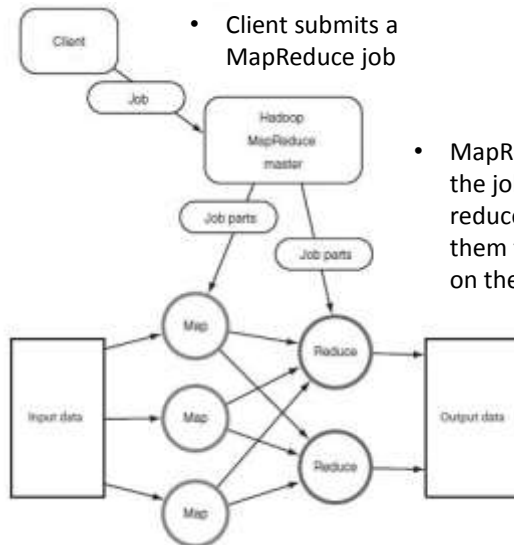 • Client submits a
MapReduce job
Client
Job
Hadoop
MapReduce
master
• MapR
the jo
reduce
them
on the
Job parts
Job parts
Map
Reduce
Input data
Map
Output data
Reduce
Map